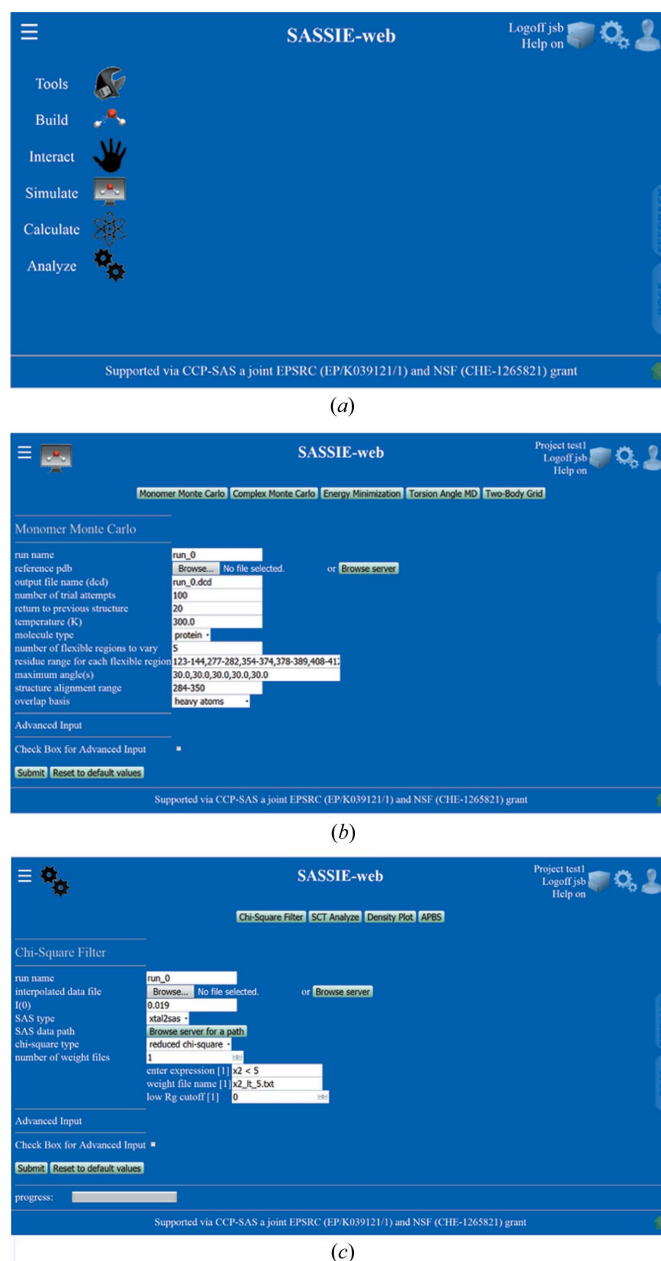 SASSIE-web
Logoff jsb
Help on
Tools
Build
Interact
Simulate
Calculate
Analyze
Supported via CCP-SAS a joint EPSRC (EP/K039121/1) and NSF (CHE-1265821) grant
(a)
SASSIE-web
Project test1
Logoff jsb
Help on
Monomer Monte Carlo Complex Monte Carlo Energy Minimization Torsion Angle MD Two-Body Grid
Monomer Monte Carlo
run name run_0
reference pdb Browse... No file selected. or Browse server
output file name (dcd) run_0.dcd
number of trial attempts 100
return to previous structure 20
temperature (K) 300.0
molecule type protein
number of flexible regions to vary 5
residue range for each flexible region 123-144,277-282,354-374,378-389,408-412
maximum angle(s) 30.0,30.0,30.0,30.0,30.0
structure alignment range 284-350
overlap basis heavy atoms
Advanced Input
Check Box for Advanced Input
Submit Reset to default values
Supported via CCP-SAS a joint EPSRC (EP/K039121/1) and NSF (CHE-1265821) grant
(b)
SASSIE-web
Project test1
Logoff jsb
Help on
Chi-Square Filter SCT Analyze Density Plot APBS
Chi-Square Filter
run name run_0
interpolated data file Browse... No file selected. or Browse server
I(0) 0.019
SAS type xtal2sas
SAS data path Browse server for a path
chi-square type reduced chi-square
number of weight files 1
enter expression [1] x2 < 5
weight file name [1] x2_lt_5.txt
low Rg cutoff [1] 0
Advanced Input
Check Box for Advanced Input
Submit Reset to default values
progress:
Supported via CCP-SAS a joint EPSRC (EP/K039121/1) and NSF (CHE-1265821) grant
(c)